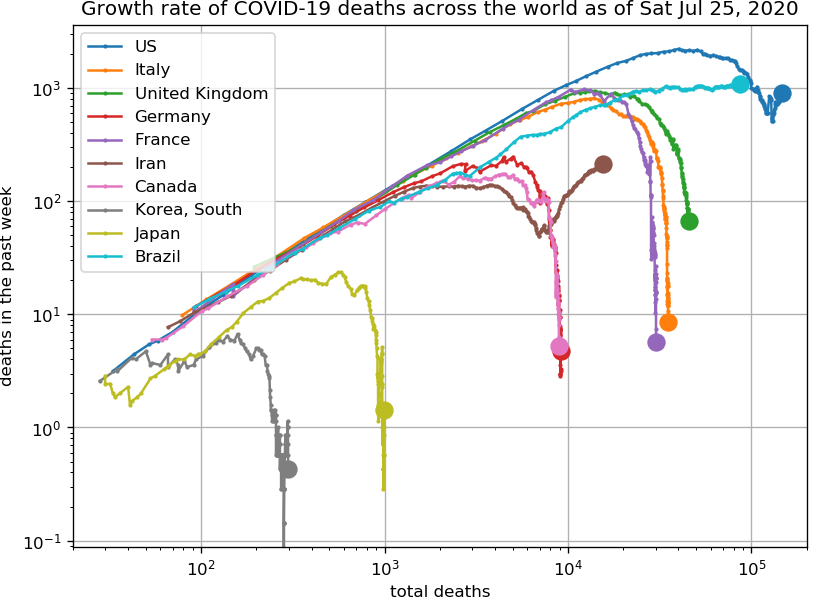 Growth rate of COVID-19 deaths across the world as of Sat Jul 25, 2020
US
Italy
United Kingdom
Germany
France
Iran
Canada
Korea, South
Japan
Brazil
deaths in the past week
10³
10²
10¹
10⁰
10⁻¹
10²
10³
10⁴
10⁵
total deaths